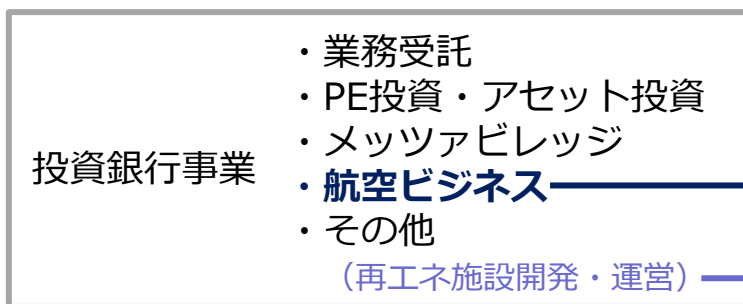 投資銀行事業
・業務受託
・PE投資・アセット投資
・メッツァビレッジ
・航空ビジネス
・その他
（再エネ施設開発・運営）